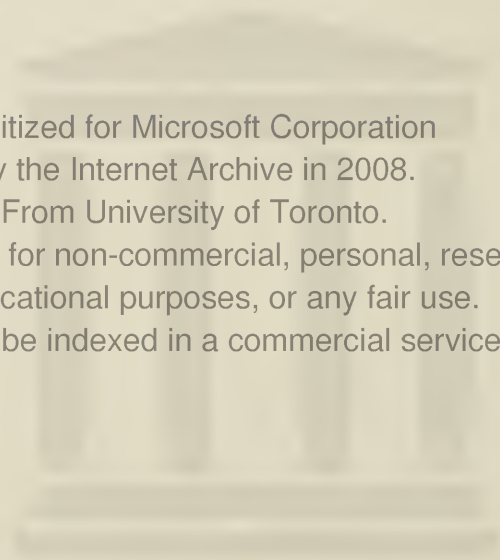 itized for Microsoft Corporation
y the Internet Archive in 2008.
From University of Toronto.
for non-commercial, personal, rese
cational purposes, or any fair use.
be indexed in a commercial service